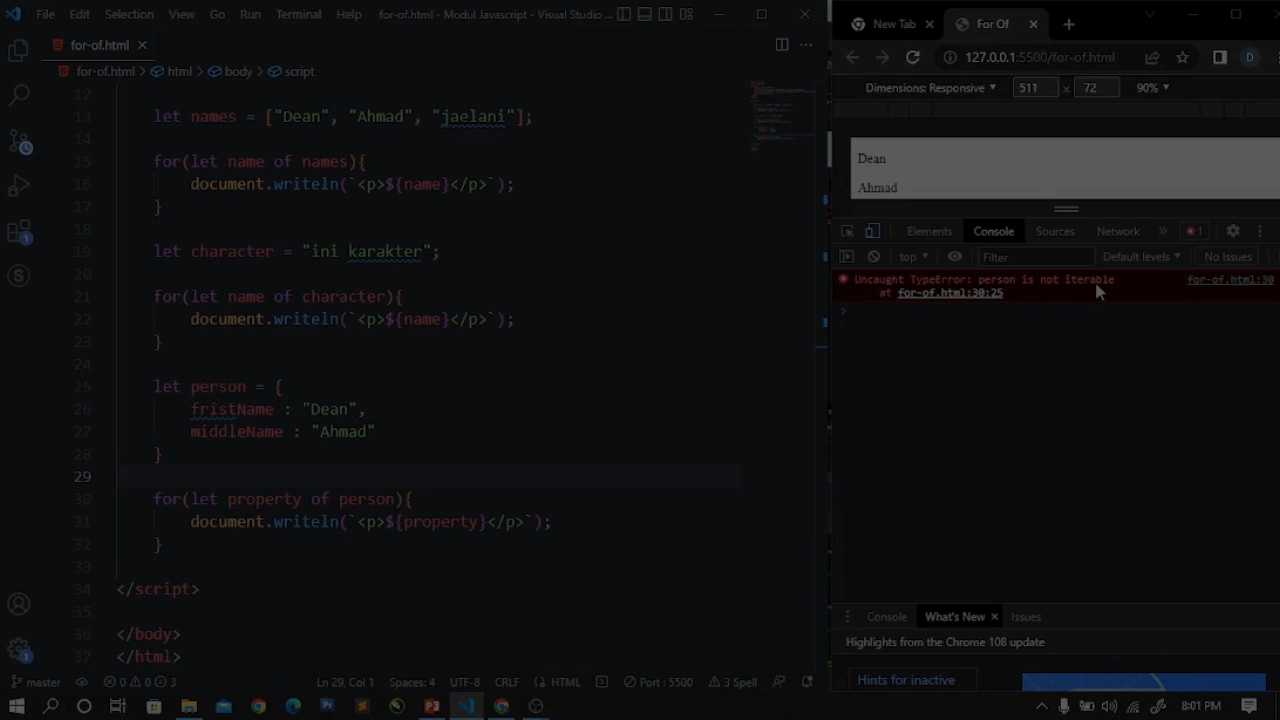 File Edit Selection View Go Run Terminal Help for-of.html - Modul Javascript - Visual Studio ...
for-of.html
for-of.html > html > body > script
12
13 let names = ["Dean", "Ahmad", "jaelani"];
14
15 for(let name of names){
16 document.writeln(`<p>${name}</p>`);
17 }
18
19 let character = "ini karakter";
20
21 for(let name of character){
22 document.writeln(`<p>${name}</p>`);
23 }
24
25 let person = {
26 fristName : "Dean",
27 middleName : "Ahmad"
28 }
29
30 for(let property of person){
31 document.writeln(`<p>${property}</p>`);
32 }
33
34 </script>
35
36 </body>
37 </html>
master 0 0 3 Ln 29, Col 1 Spaces: 4 UTF-8 CRLF HTML Port : 5500 3 Spell
New Tab For Of
127.0.0.1:5500/for-of.html D
Dimensions: Responsive 511 x 72 90%
Dean
Ahmad
Elements Console Sources Network » 1
top Filter Default levels No Issues
Uncaught TypeError: person is not iterable for-of.html:30
at for-of.html:30:25
Console What's New Issues
Highlights from the Chrome 108 update
Hints for inactive
8:01 PM